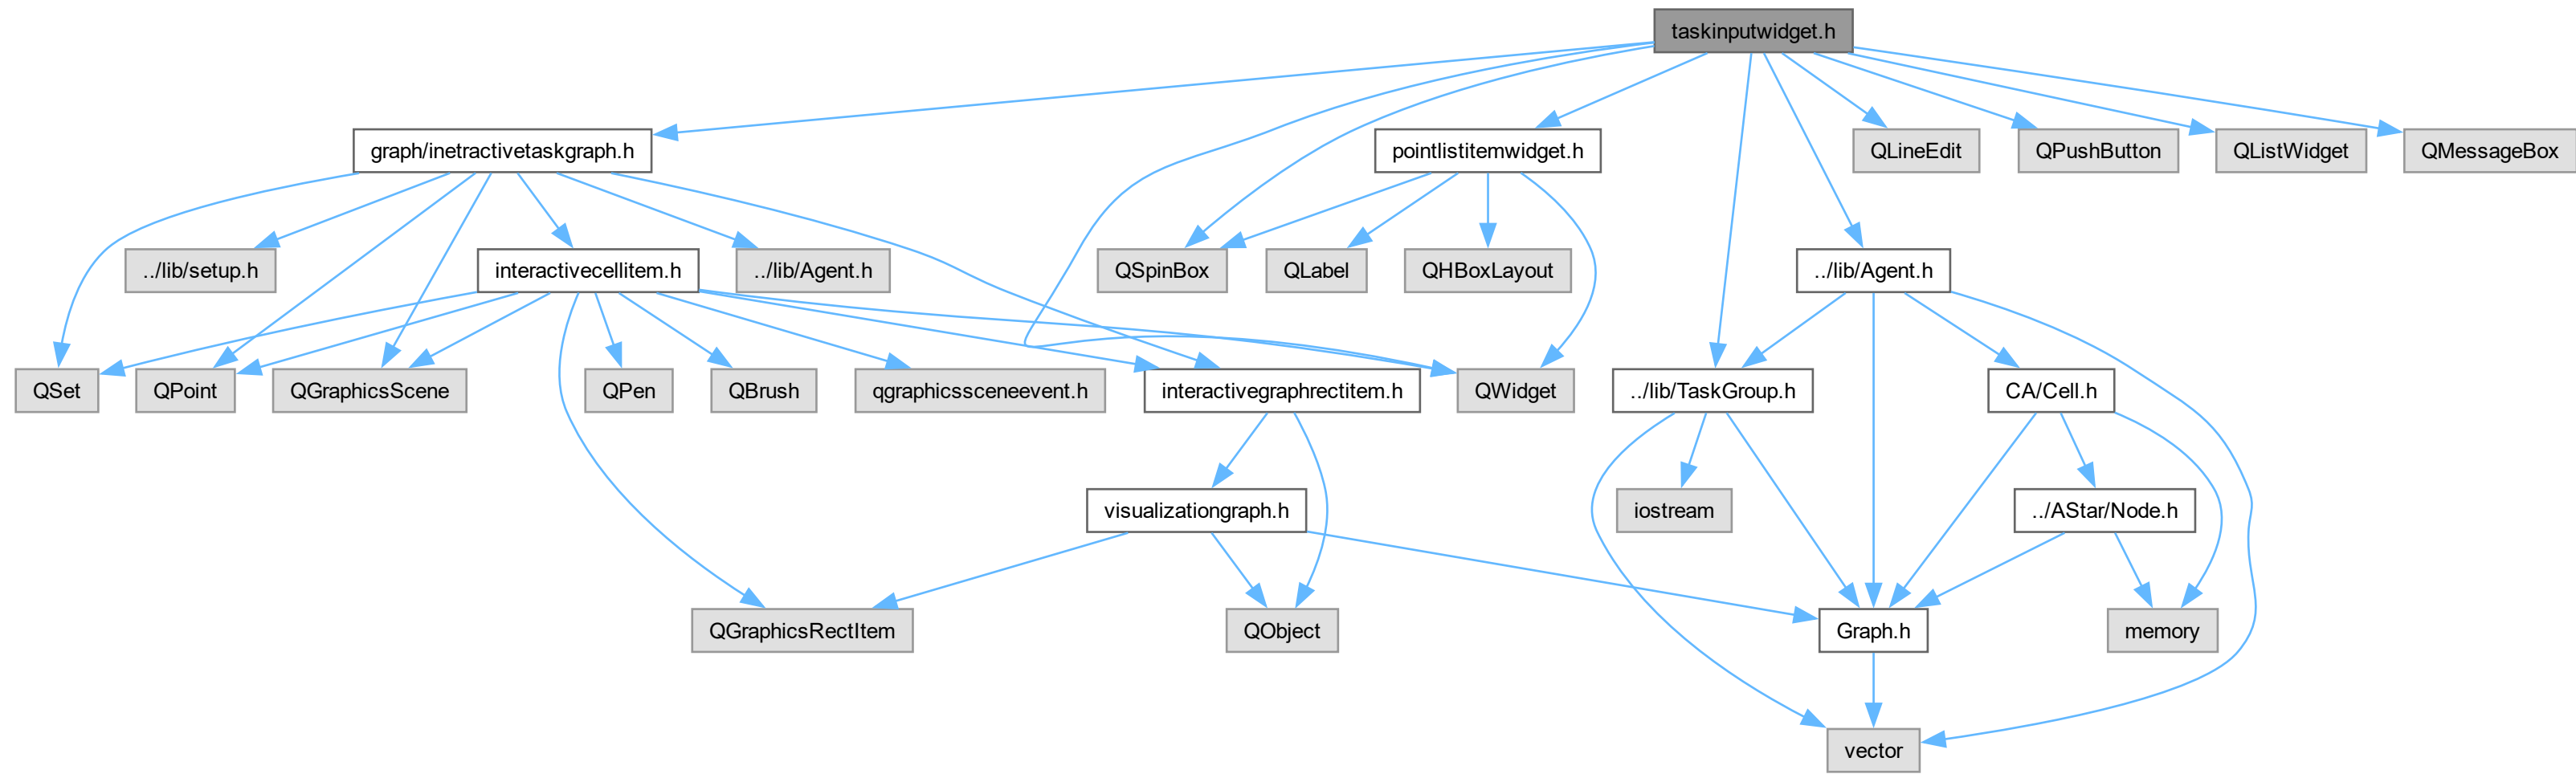 taskinputwidget.h
graph/inetractivetaskgraph.h
pointlistitemwidget.h
QLineEdit
QPushButton
QListWidget
QMessageBox
../lib/setup.h
interactivecellitem.h
../lib/Agent.h
QSpinBox
QLabel
QHBoxLayout
../lib/Agent.h
QSet
QPoint
QGraphicsScene
QPen
QBrush
qgraphicssceneevent.h
interactivegraphrectitem.h
QWidget
../lib/TaskGroup.h
CA/Cell.h
visualizationgraph.h
iostream
../AStar/Node.h
QGraphicsRectItem
QObject
Graph.h
memory
vector